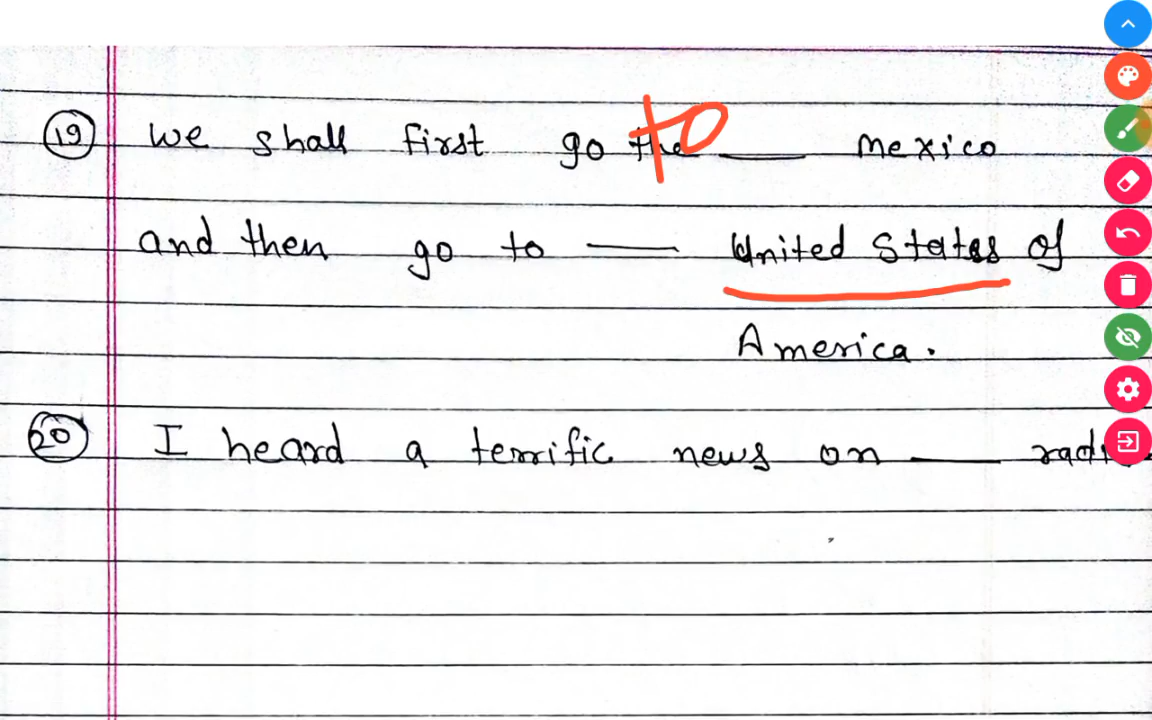 19 We shall first go the to ___ Mexico
and then go to ___ United States of
America.
20 I heard a terrific news on ___